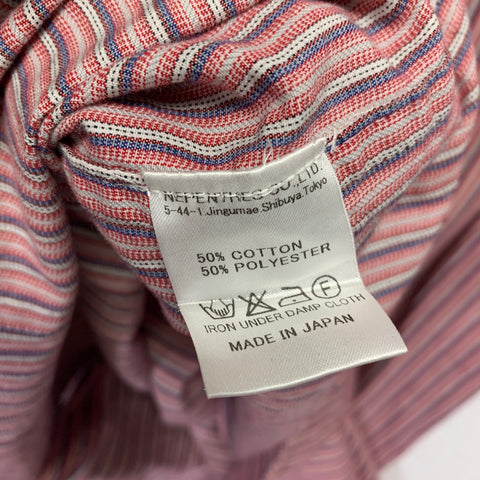 NEPENTHES CO.,LTD.
5-44-1.Jingumae.Shibuya.Tokyo
50% COTTON
50% POLYESTER
F
IRON UNDER DAMP CLOTH
MADE IN JAPAN